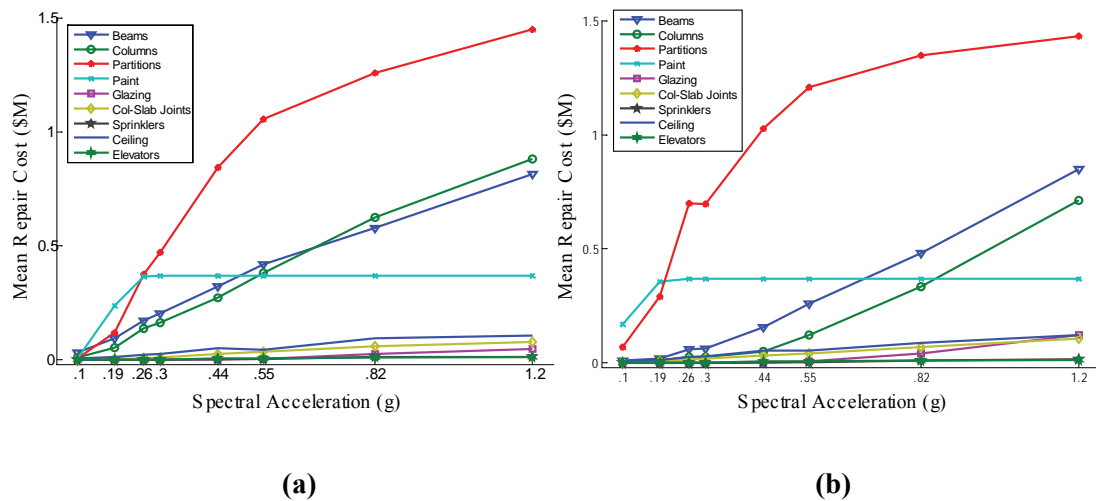 1.5
1
0.5
0
Mean Repair Cost ($M)
Beams
Columns
Partitions
Paint
Glazing
Col-Slab Joints
Sprinklers
Ceiling
Elevators
.1 .19 .26 .3 .44 .55 .82 1.2
Spectral Acceleration (g)
(a)
1.5
1
0.5
0
Mean Repair Cost ($M)
Beams
Columns
Partitions
Paint
Glazing
Col-Slab Joints
Sprinklers
Ceiling
Elevators
.1 .19 .26 .3 .44 .55 .82 1.2
Spectral Acceleration (g)
(b)